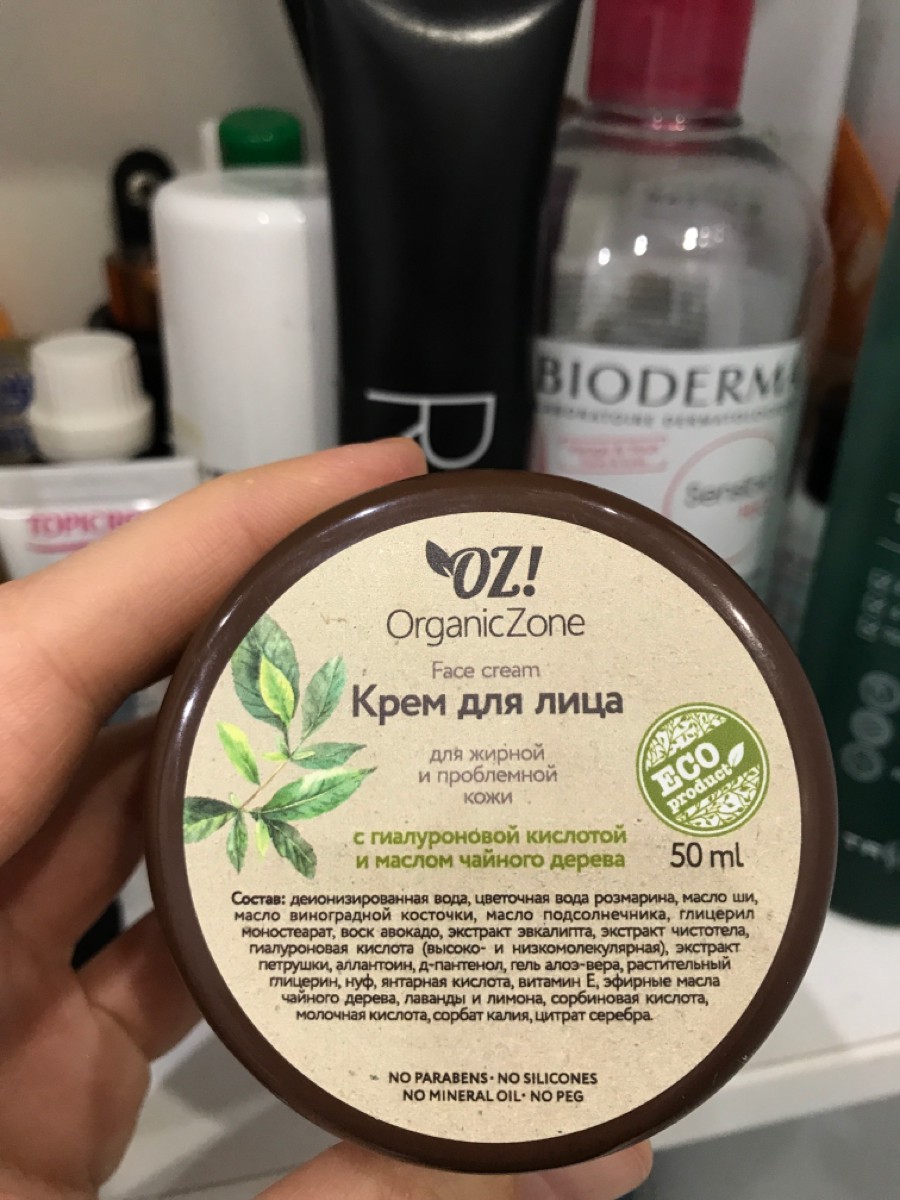 BIODERMA
LABORATOIRE DERMATOLOGIQUE
R
TOPIC
OZ!
OrganicZone
Face cream
Крем для лица
для жирной
и проблемной
кожи
с гиалуроновой кислотой
и маслом чайного дерева
50 ml
ECO
product
Состав: деионизированная вода, цветочная вода розмарина, масло ши,
масло виноградной косточки, масло подсолнечника, глицерил
моностеарат, воск авокадо, экстракт эвкалипта, экстракт чистотела,
гиалуроновая кислота (высоко- и низкомолекулярная), экстракт
петрушки, аллантоин, д-пантенол, гель алоэ-вера, растительный
глицерин, нуф, янтарная кислота, витамин Е, эфирные масла
чайного дерева, лаванды и лимона, сорбиновая кислота,
молочная кислота, сорбат калия, цитрат серебра.
NO PARABENS· NO SILICONES
NO MINERAL OIL· NO PEG